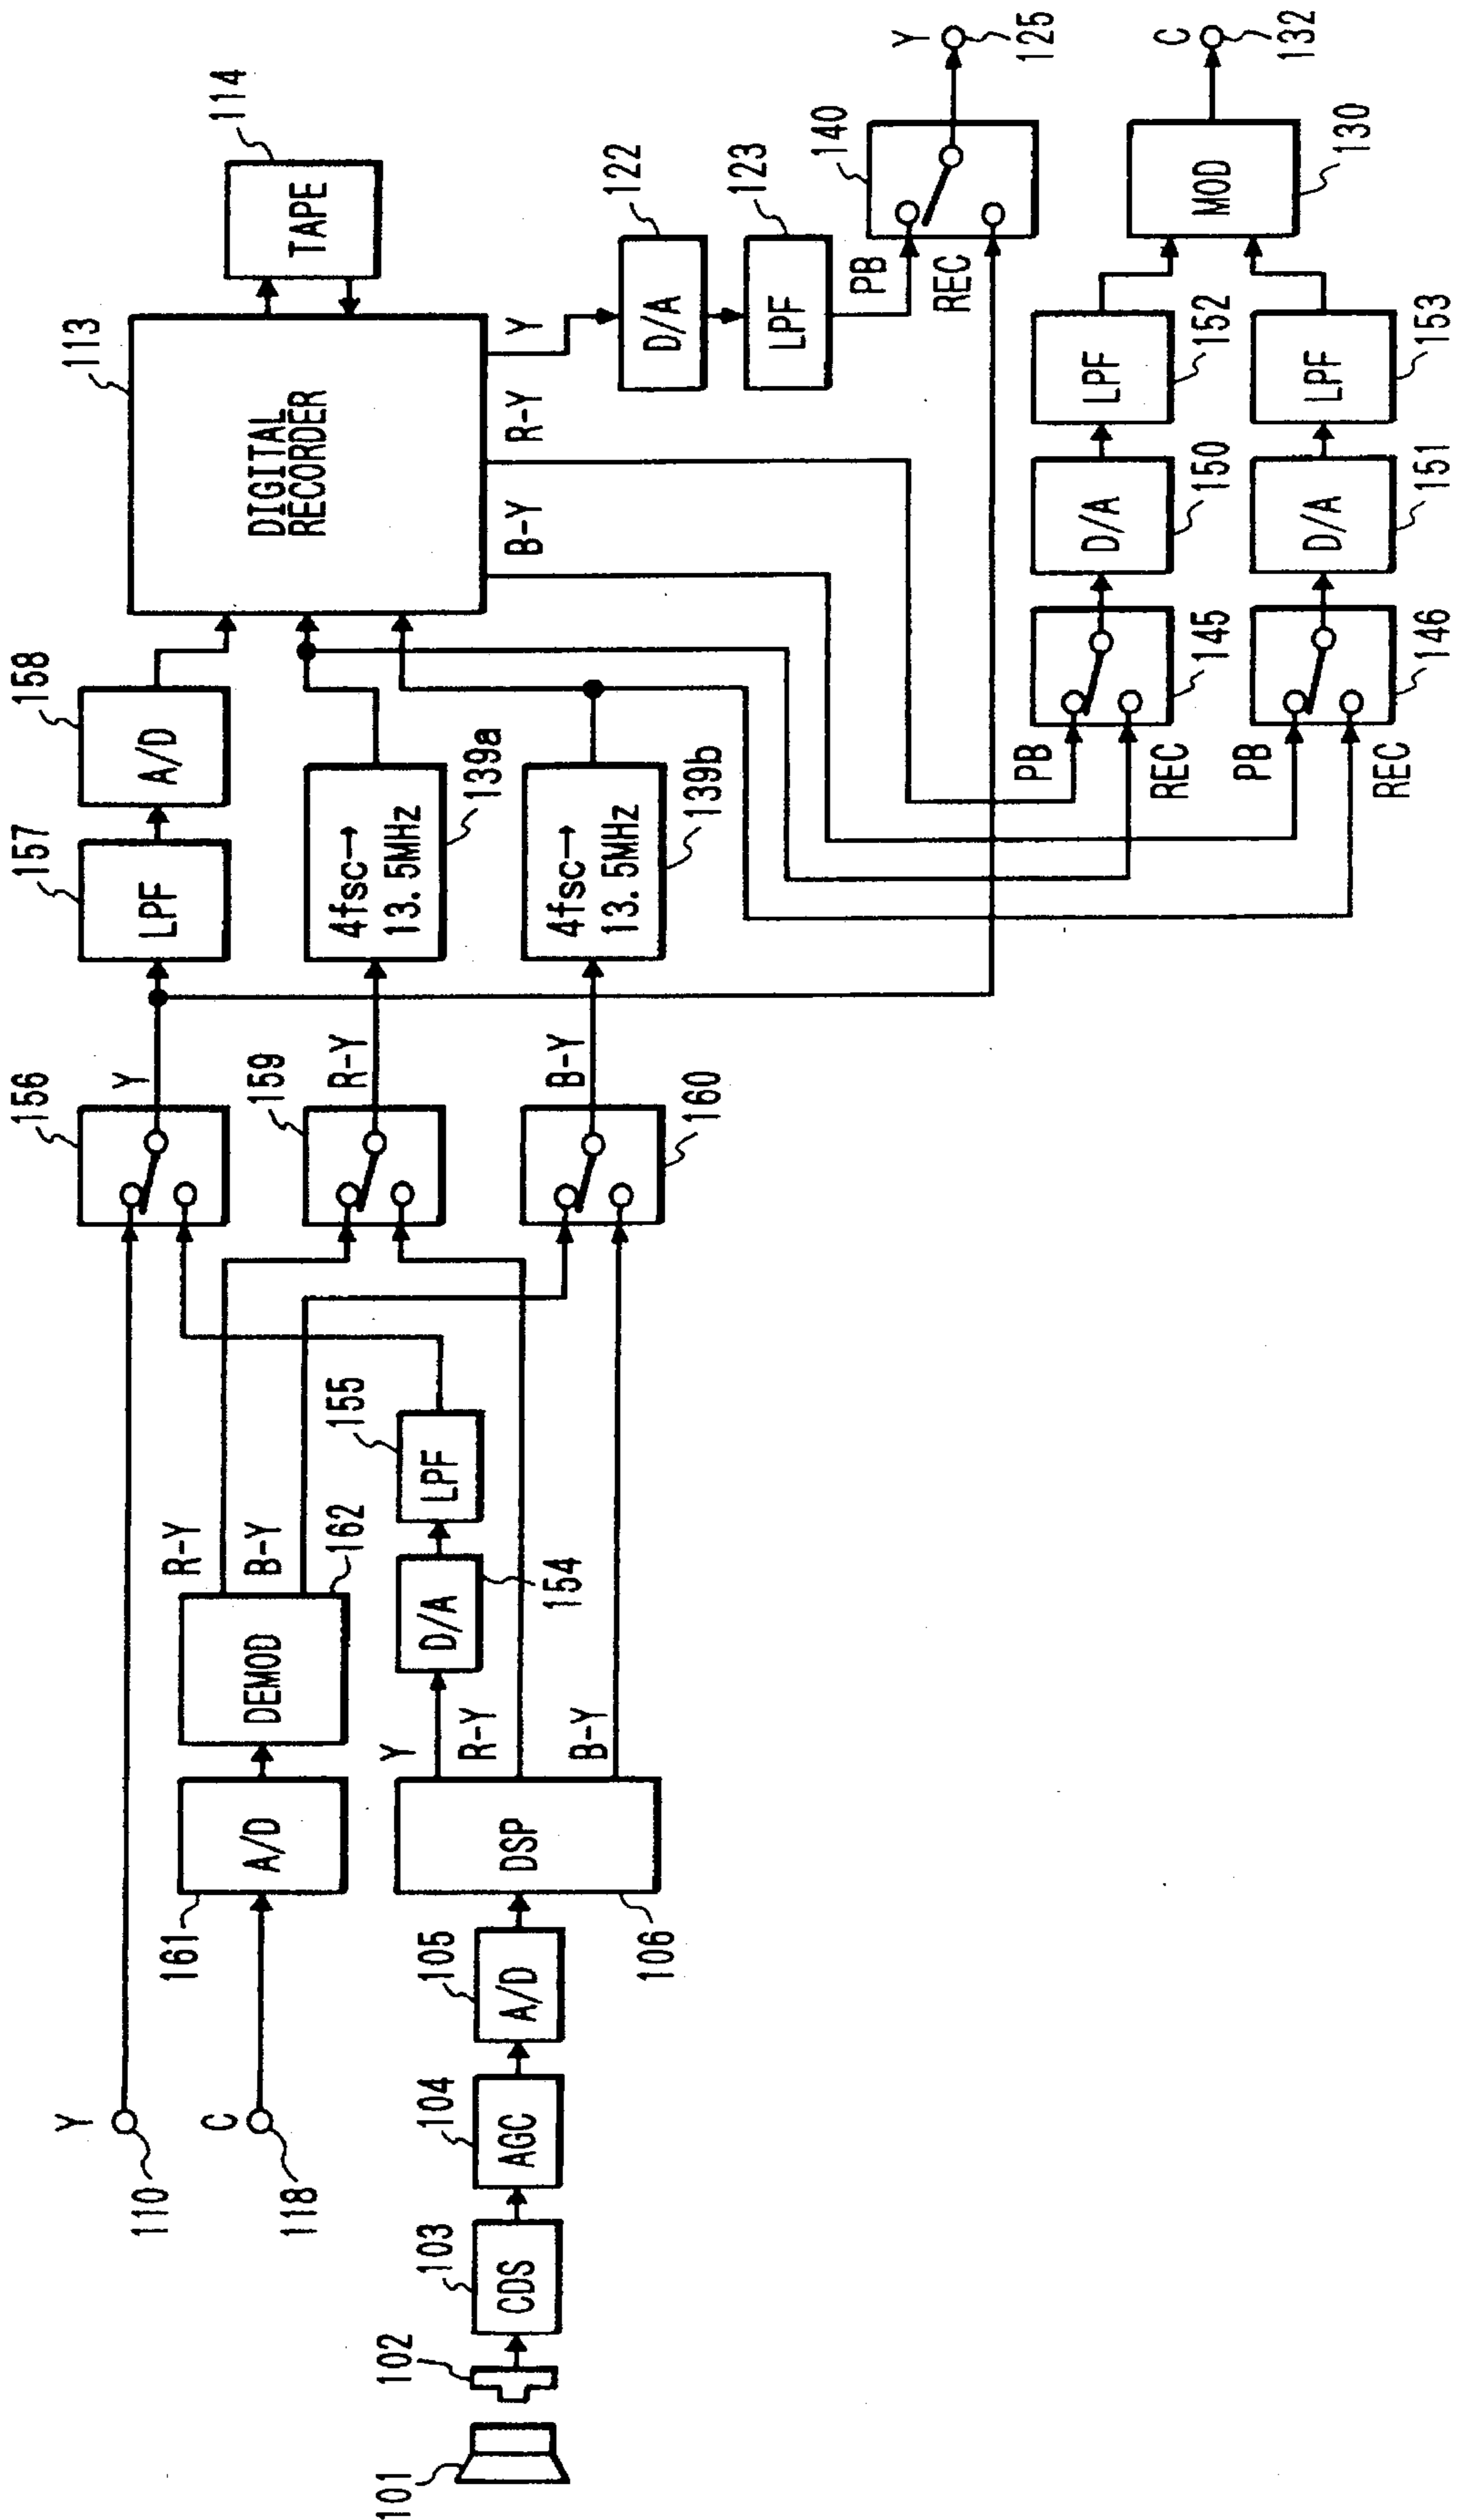 Y
110
C
118
101
102
CDS
103
AGC
104
A/D
105
DSP
106
A/D
161
DEMOD
162
R-Y
B-Y
Y
R-Y
B-Y
D/A
154
LPF
155
156
Y
159
R-Y
160
B-Y
LPF
157
A/D
158
4fsc→
13.5MHz
139a
4fsc→
13.5MHz
139b
DIGITAL
RECORDER
113
TAPE
114
Y
R-Y
B-Y
D/A
122
LPF
123
PB
REC
140
Y
125
PB
REC
145
PB
REC
146
D/A
150
D/A
151
LPF
152
LPF
153
MOD
130
C
132